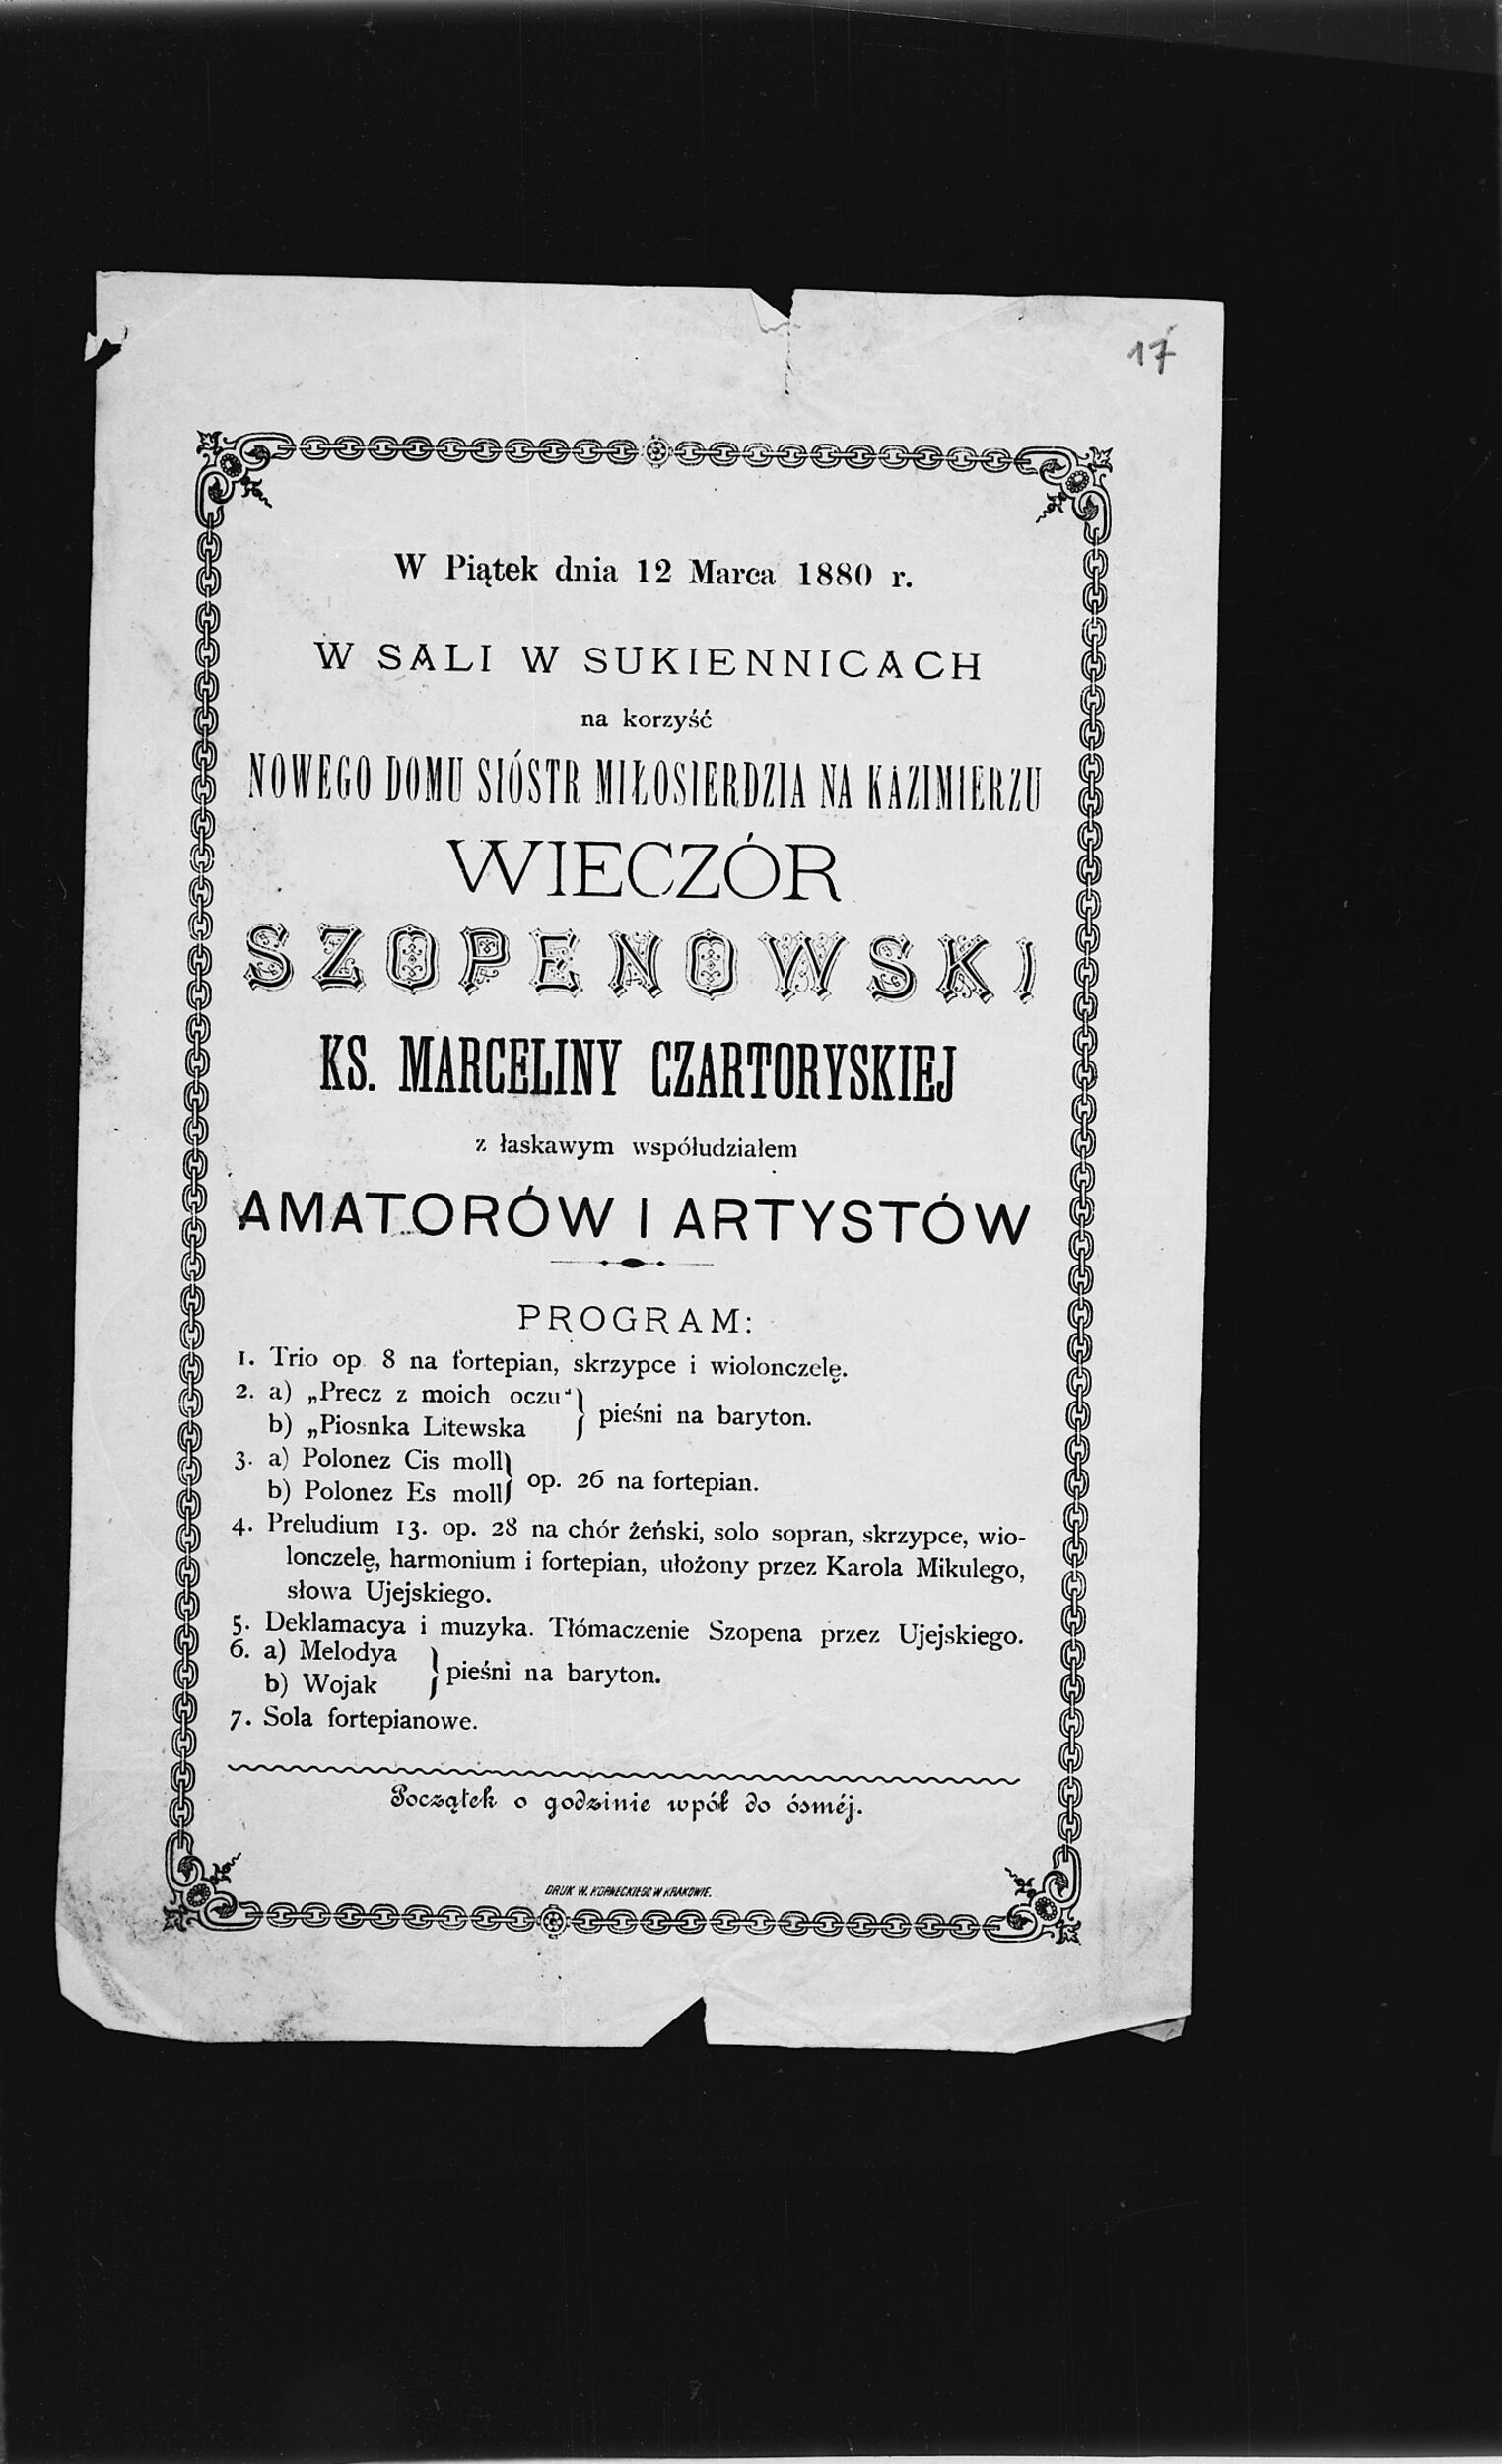 17
W Piątek dnia 12 Marca 1880 r.
W SALI W SUKIENNICACH
na korzyść
NOWEGO DOMU SIÓSTR MIŁOSIERDZIA NA KAZIMIERZU
WIECZÓR
SZOPENOWSKI
KS. MARCELINY CZARTORYSKIEJ
z łaskawym współudziałem
AMATORÓW I ARTYSTÓW
PROGRAM:
1. Trio op. 8 na fortepian, skrzypce i wiolonczelę.
2. a) „Precz z moich oczu“ } pieśni na baryton.
b) „Piosnka Litewska
3. a) Polonez Cis moll } op. 26 na fortepian.
b) Polonez Es moll
4. Preludium 13. op. 28 na chór żeński, solo sopran, skrzypce, wio-
lonczelę, harmonium i fortepian, ułożony przez Karola Mikulego,
słowa Ujejskiego.
5. Deklamacya i muzyka. Tłómaczenie Szopena przez Ujejskiego.
6. a) Melodya } pieśni na baryton.
b) Wojak
7. Sola fortepianowe.
Początek o godzinie wpół do ósméj.
DRUK W. KORNECKIEGO W KRAKOWIE.